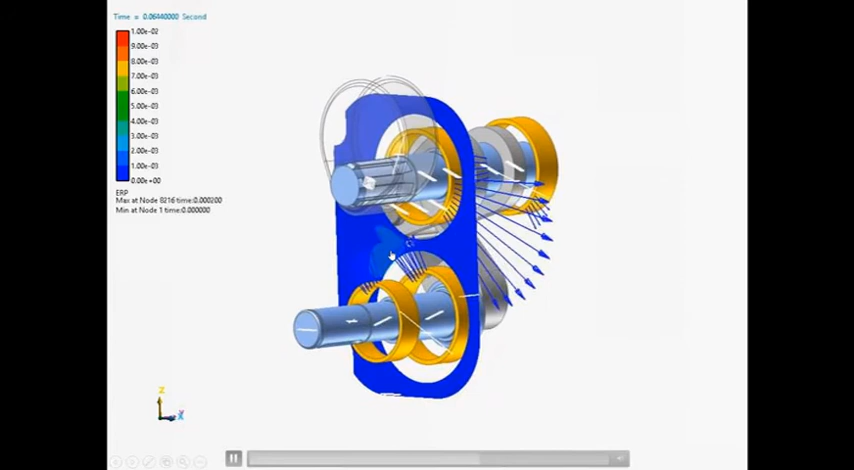 Time = 0.06140000 Second
1.00e-02
9.00e-03
8.00e-03
7.00e-03
6.00e-03
5.00e-03
4.00e-03
3.00e-03
2.00e-03
1.00e-03
0.00e+00
ERP
Max at Node 8216 time:0.000200
Min at Node 1 time:0.000000
Z
X